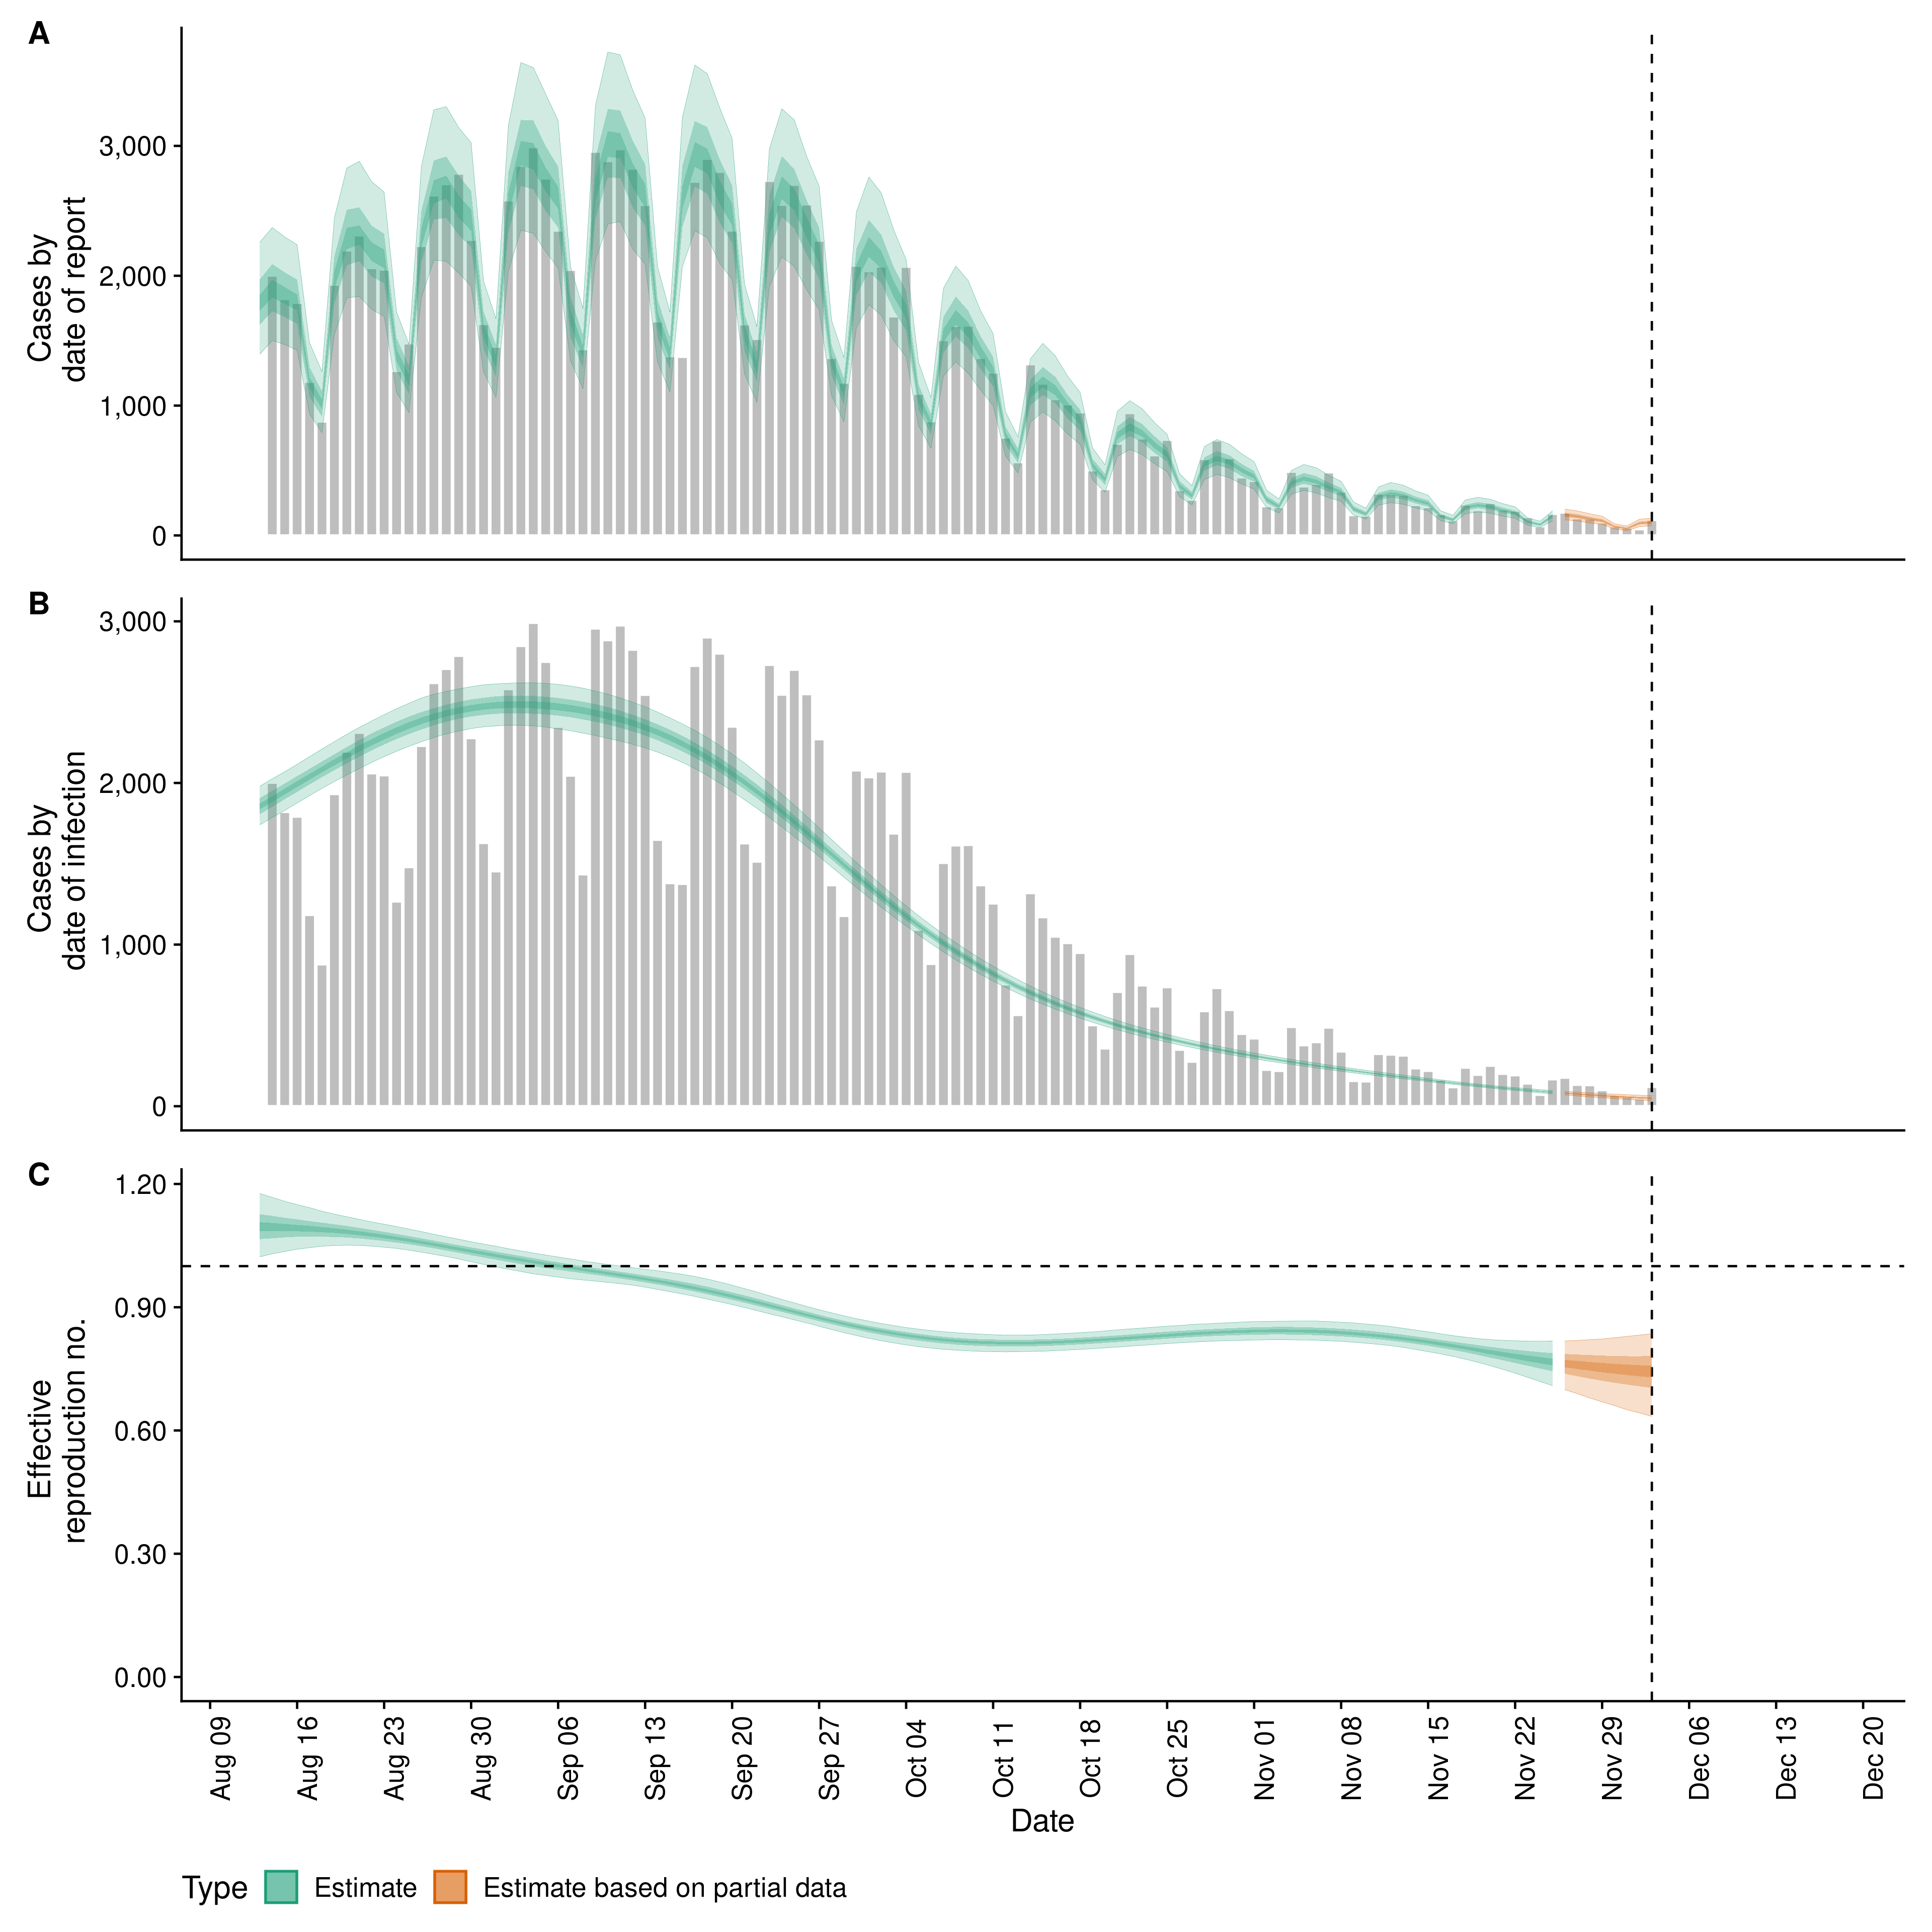 A
Cases by
date of report
3,000
2,000
1,000
0
B
Cases by
date of infection
3,000
2,000
1,000
0
C
Effective
reproduction no.
1.20
0.90
0.60
0.30
0.00
Aug 09
Aug 16
Aug 23
Aug 30
Sep 06
Sep 13
Sep 20
Sep 27
Oct 04
Oct 11
Oct 18
Oct 25
Nov 01
Nov 08
Nov 15
Nov 22
Nov 29
Dec 06
Dec 13
Dec 20
Date
Type Estimate Estimate based on partial data